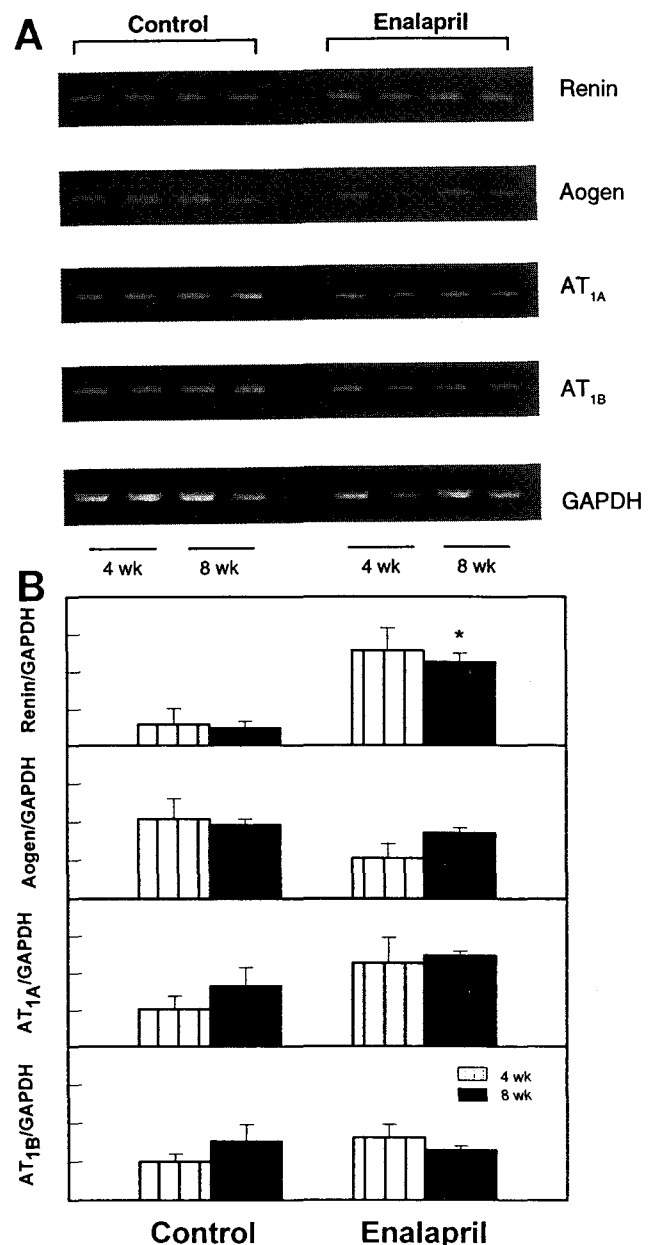 A
Control Enalapril
Renin
Aogen
AT1A
AT1B
GAPDH
4 wk 8 wk 4 wk 8 wk
B
Renin/GAPDH
*
Aogen/GAPDH
AT1A/GAPDH
AT1B/GAPDH
4 wk
8 wk
Control Enalapril